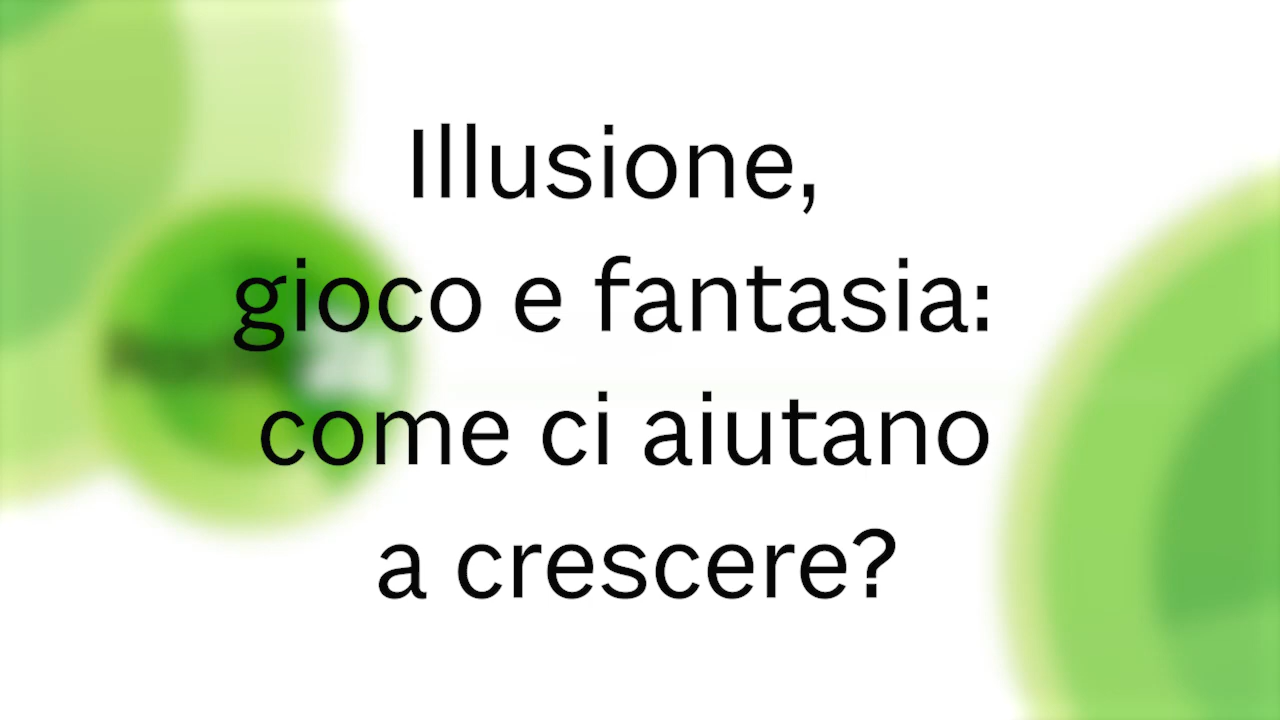 Illusione,
gioco e fantasia:
come ci aiutano
a crescere?